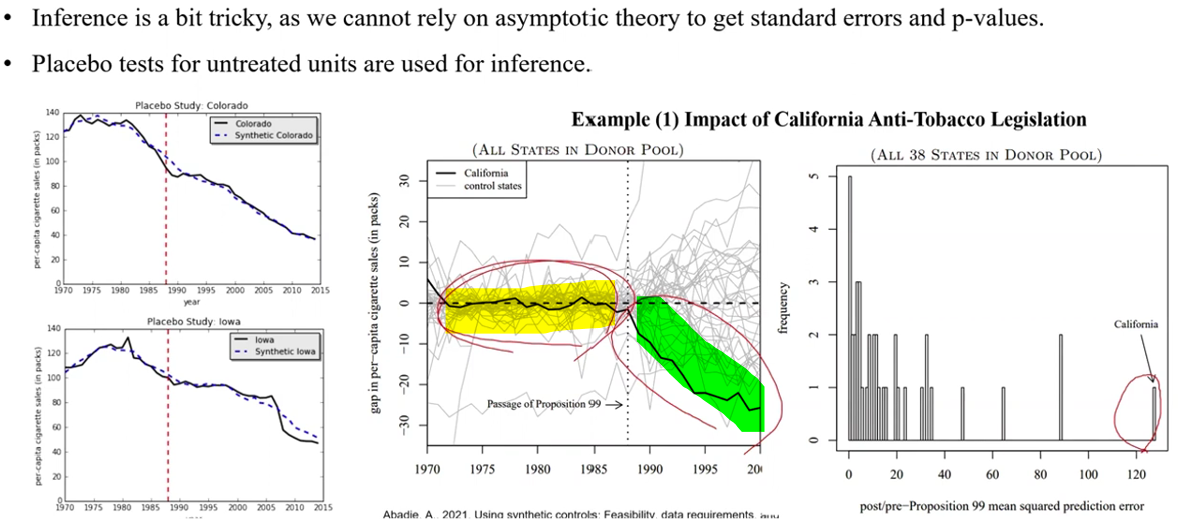 • Inference is a bit tricky, as we cannot rely on asymptotic theory to get standard errors and p-values.
• Placebo tests for untreated units are used for inference.
Placebo Study: Colorado
per-capita cigarette sales (in packs)
140
120
100
80
60
40
20
0
Colorado
Synthetic Colorado
1970 1975 1980 1985 1990 1995 2000 2005 2010 2015
year
Placebo Study: Iowa
per-capita cigarette sales (in packs)
140
120
100
80
60
40
20
0
Iowa
Synthetic Iowa
1970 1975 1980 1985 1990 1995 2000 2005 2010 2015
Example (1) Impact of California Anti-Tobacco Legislation
(ALL STATES IN DONOR POOL)
gap in per-capita cigarette sales (in packs)
30
20
10
0
-10
-20
-30
California
control states
Passage of Proposition 99
1970 1975 1980 1985 1990 1995 200
(ALL 38 STATES IN DONOR POOL)
frequency
5
4
3
2
1
0
California
0 20 40 60 80 100 120
post/pre-Proposition 99 mean squared prediction error
Abadie, A., 2021. Using synthetic controls: Feasibility, data requirements, and